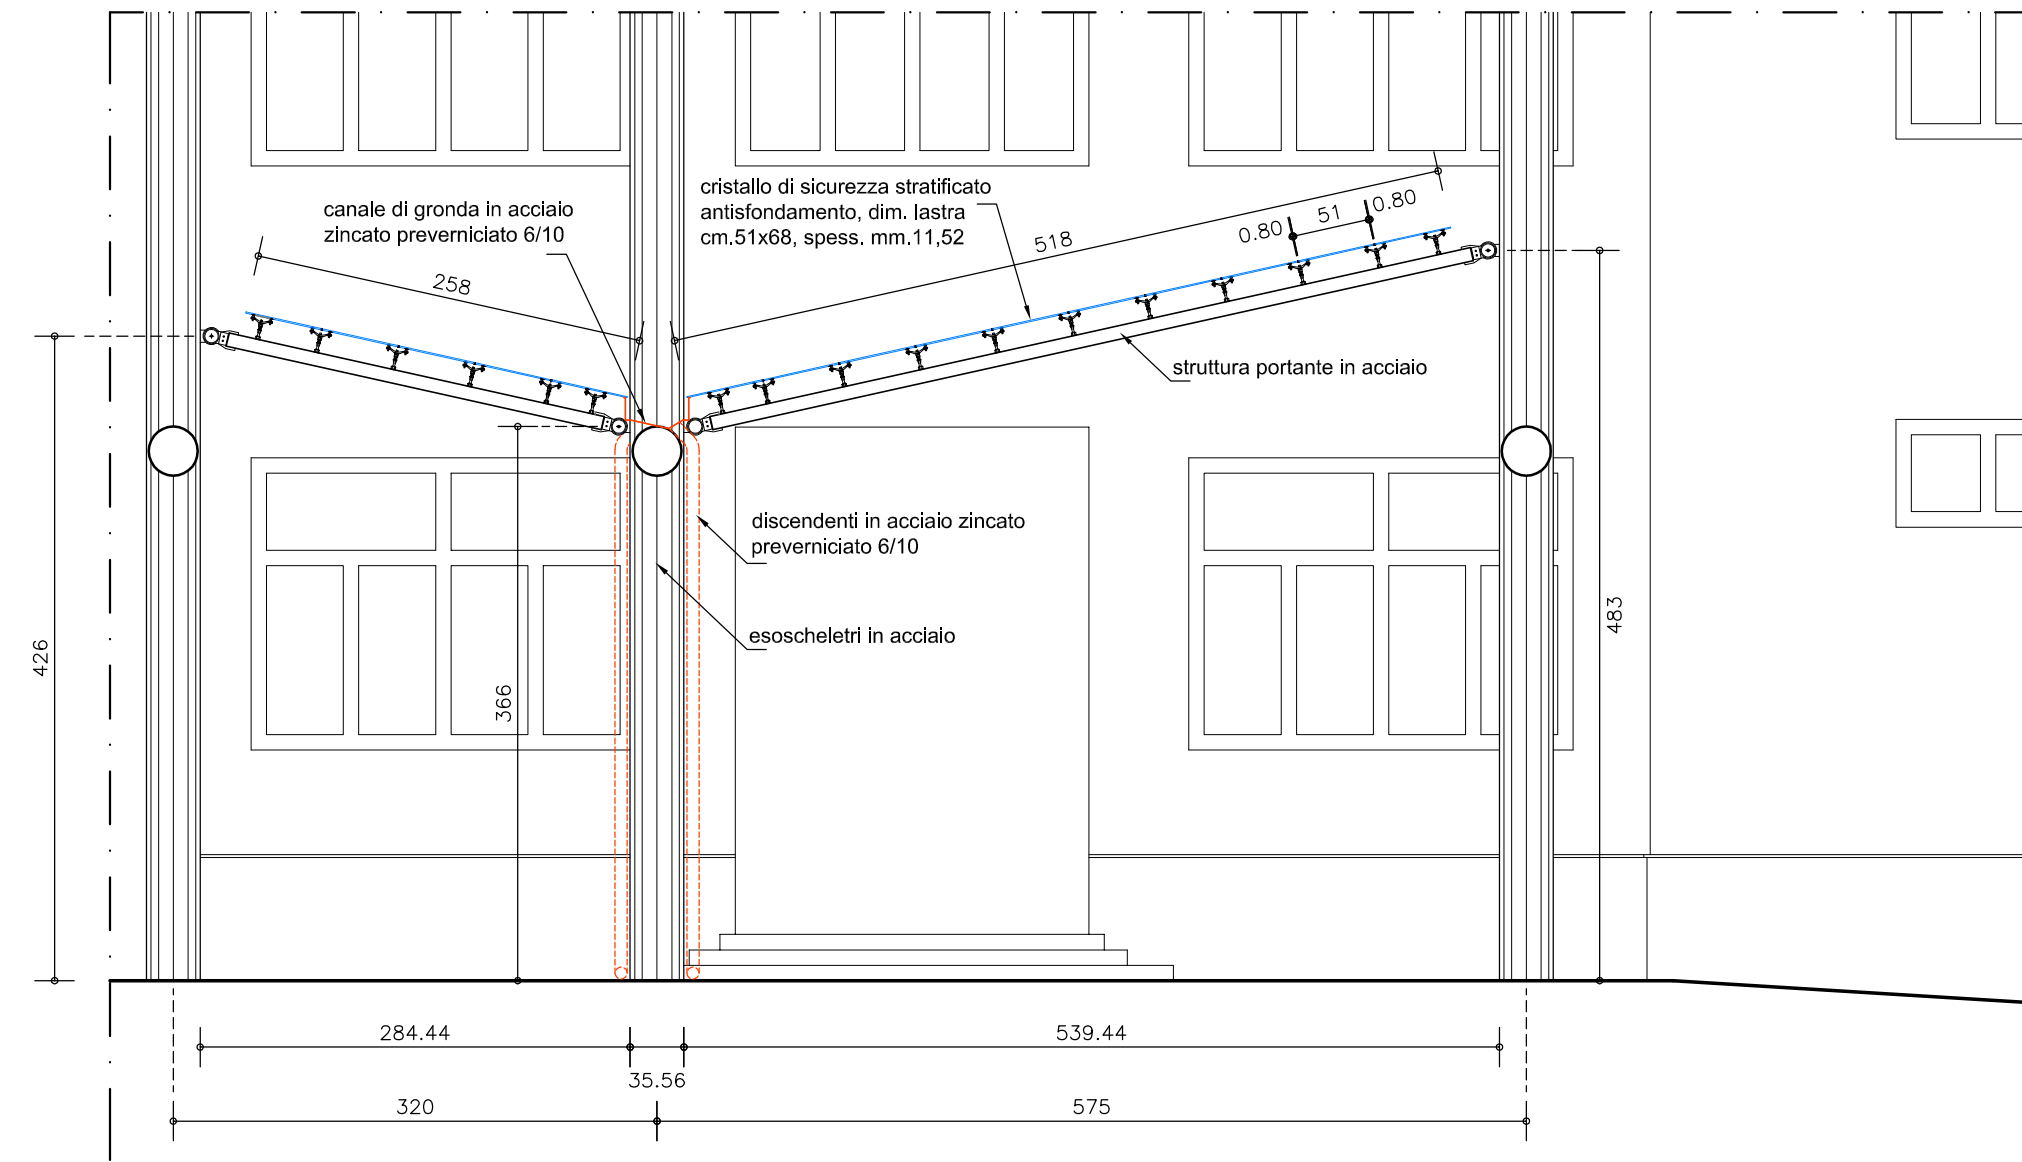 canale di gronda in acciaio
zincato preverniciato 6/10
cristallo di sicurezza stratificato
antisfondamento, dim. lastra
cm.51x68, spess. mm.11,52
258
518
0.80
51
0.80
struttura portante in acciaio
discendenti in acciaio zincato
preverniciato 6/10
esoscheletri in acciaio
426
366
483
284.44
539.44
35.56
320
575